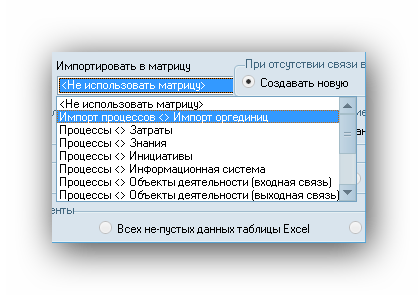 Импортировать в матрицу
При отсутствии связи в
<Не использовать матрицу>
Создавать новую
<Не использовать матрицу>
Импорт процессов <> Импорт оргединиц
Процессы <> Затраты
Процессы <> Знания
Процессы <> Инициативы
Процессы <> Информационная система
Процессы <> Объекты деятельности (входная связь)
Процессы <> Объекты деятельности (выходная связь)
Всех не-пустых данных таблицы Excel